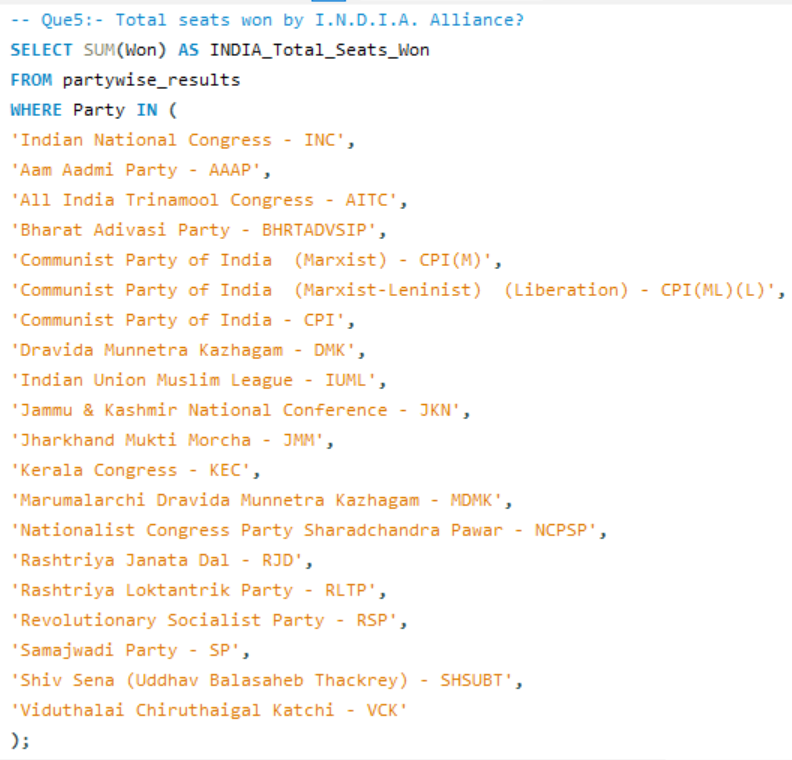 -- Que5:- Total seats won by I.N.D.I.A. Alliance?
SELECT SUM(Won) AS INDIA_Total_Seats_Won
FROM partywise_results
WHERE Party IN (
'Indian National Congress - INC',
'Aam Aadmi Party - AAAP',
'All India Trinamool Congress - AITC',
'Bharat Adivasi Party - BHRTADVSIP',
'Communist Party of India  (Marxist) - CPI(M)',
'Communist Party of India  (Marxist-Leninist)  (Liberation) - CPI(ML)(L)',
'Communist Party of India - CPI',
'Dravida Munnetra Kazhagam - DMK',
'Indian Union Muslim League - IUML',
'Jammu & Kashmir National Conference - JKN',
'Jharkhand Mukti Morcha - JMM',
'Kerala Congress - KEC',
'Marumalarchi Dravida Munnetra Kazhagam - MDMK',
'Nationalist Congress Party Sharadchandra Pawar - NCPSP',
'Rashtriya Janata Dal - RJD',
'Rashtriya Loktantrik Party - RLTP',
'Revolutionary Socialist Party - RSP',
'Samajwadi Party - SP',
'Shiv Sena (Uddhav Balasaheb Thackrey) - SHSUBT',
'Viduthalai Chiruthaigal Katchi - VCK'
);